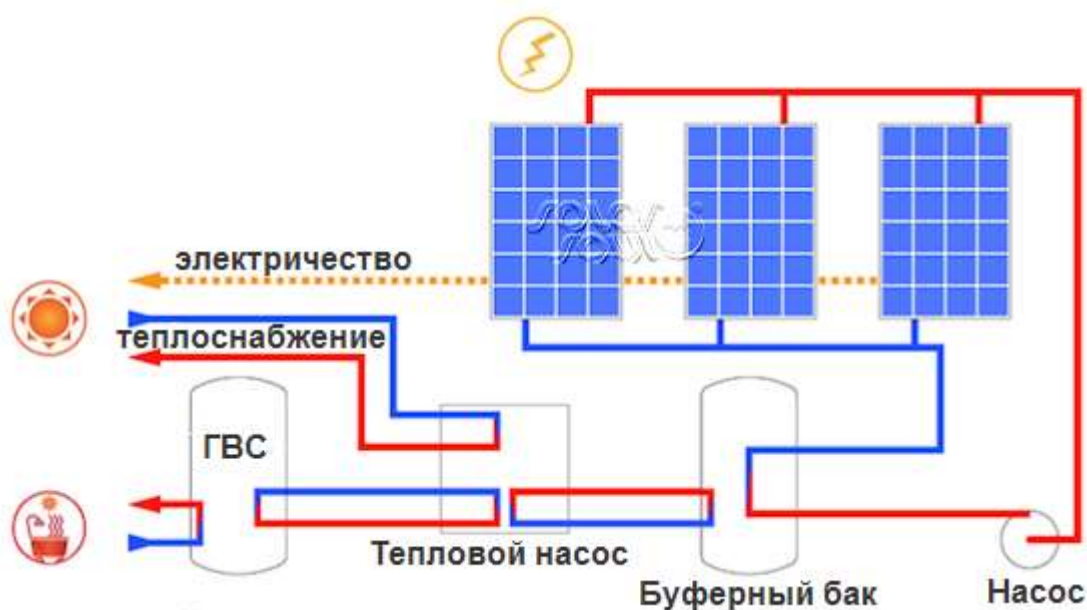 электричество
теплоснабжение
ГВС
Тепловой насос
Буферный бак
Насос